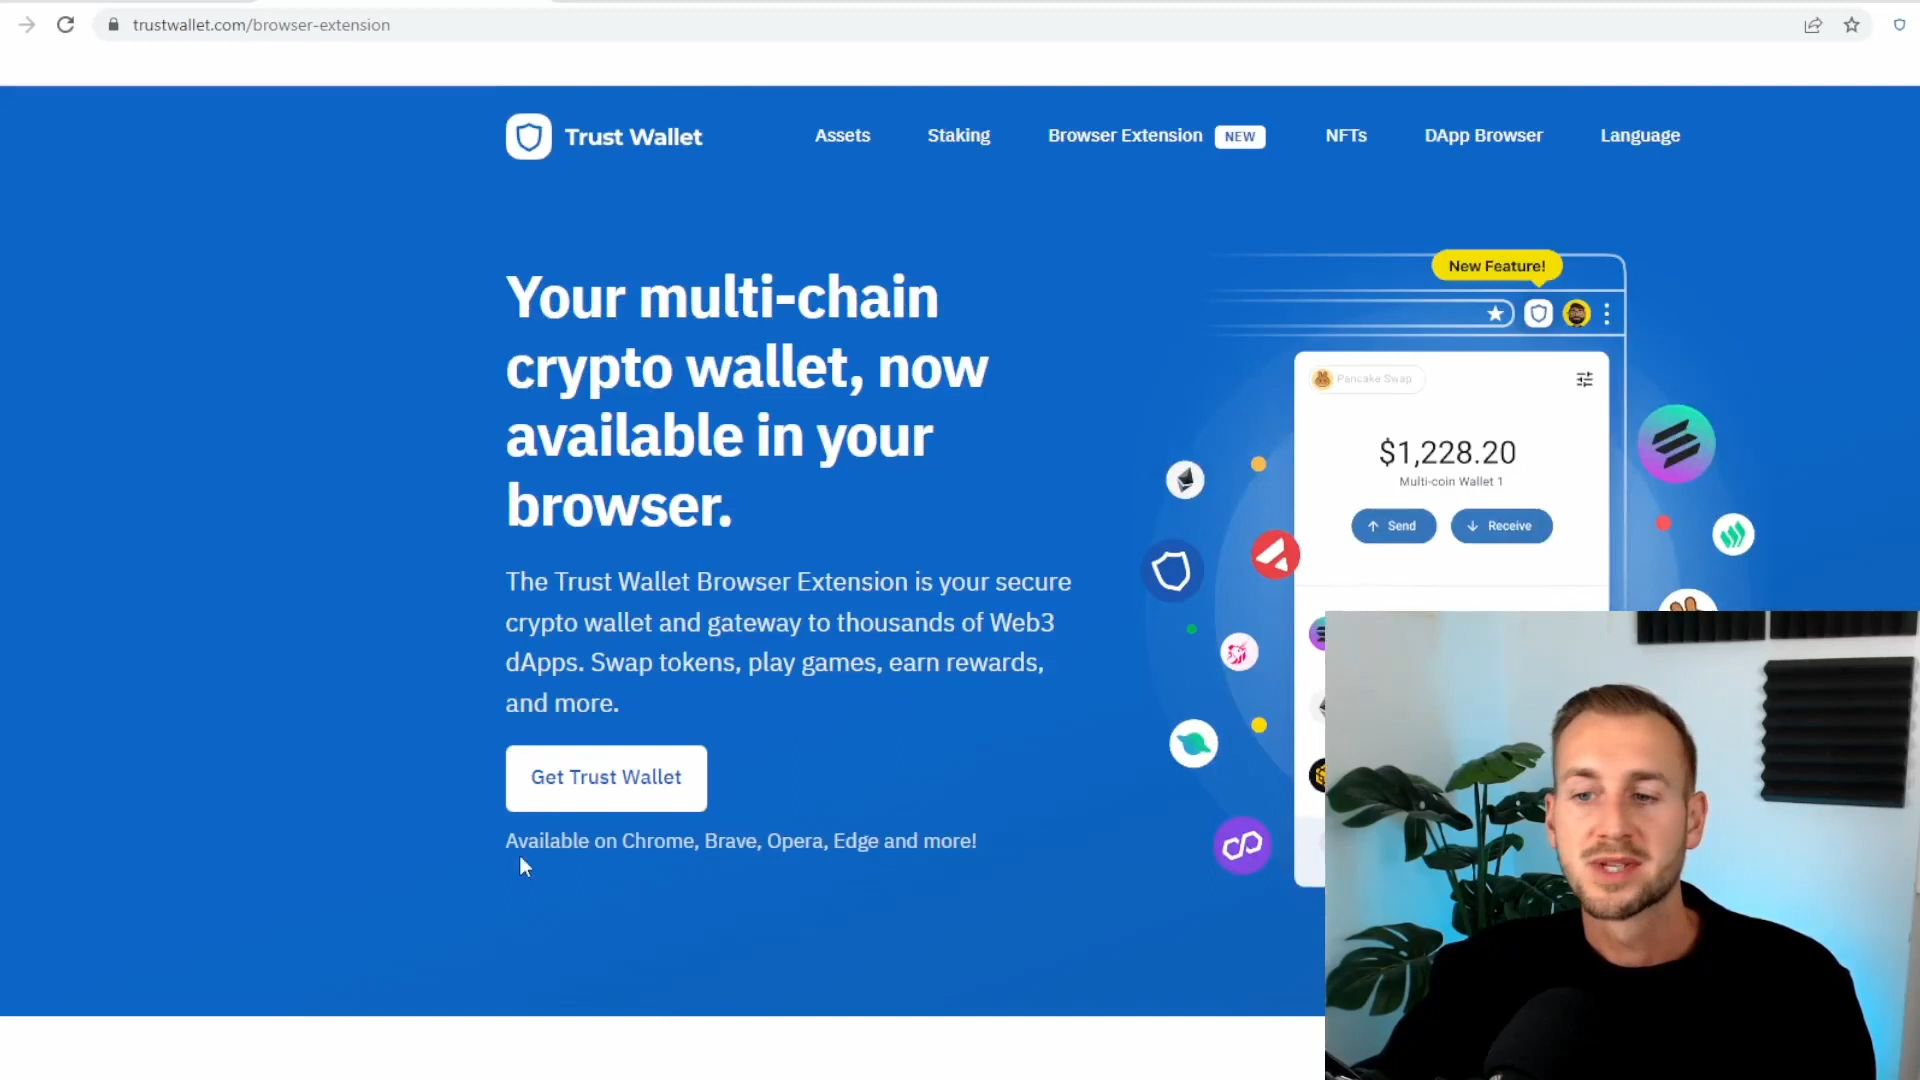 trustwallet.com/browser-extension
Trust Wallet
Assets
Staking
Browser Extension NEW
NFTs
DApp Browser
Language
Your multi-chain
crypto wallet, now
available in your
browser.
The Trust Wallet Browser Extension is your secure
crypto wallet and gateway to thousands of Web3
dApps. Swap tokens, play games, earn rewards,
and more.
Get Trust Wallet
Available on Chrome, Brave, Opera, Edge and more!
New Feature!
Pancake Swap
$1,228.20
Multi-coin Wallet 1
Send
Receive